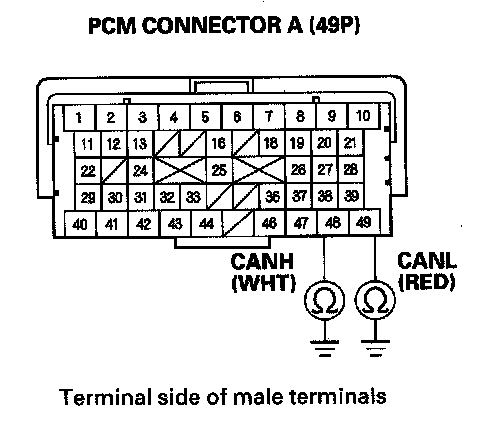 PCM CONNECTOR A (49P)
1 2 3 4 5 6 7 8 9 10
11 12 13 16 18 19 20 21
22 24 25 26 27 28
29 30 31 32 33 36 37 38 39
40 41 42 43 44 46 47 48 49
CANH
(WHT)
CANL
(RED)
Ω Ω
Terminal side of male terminals